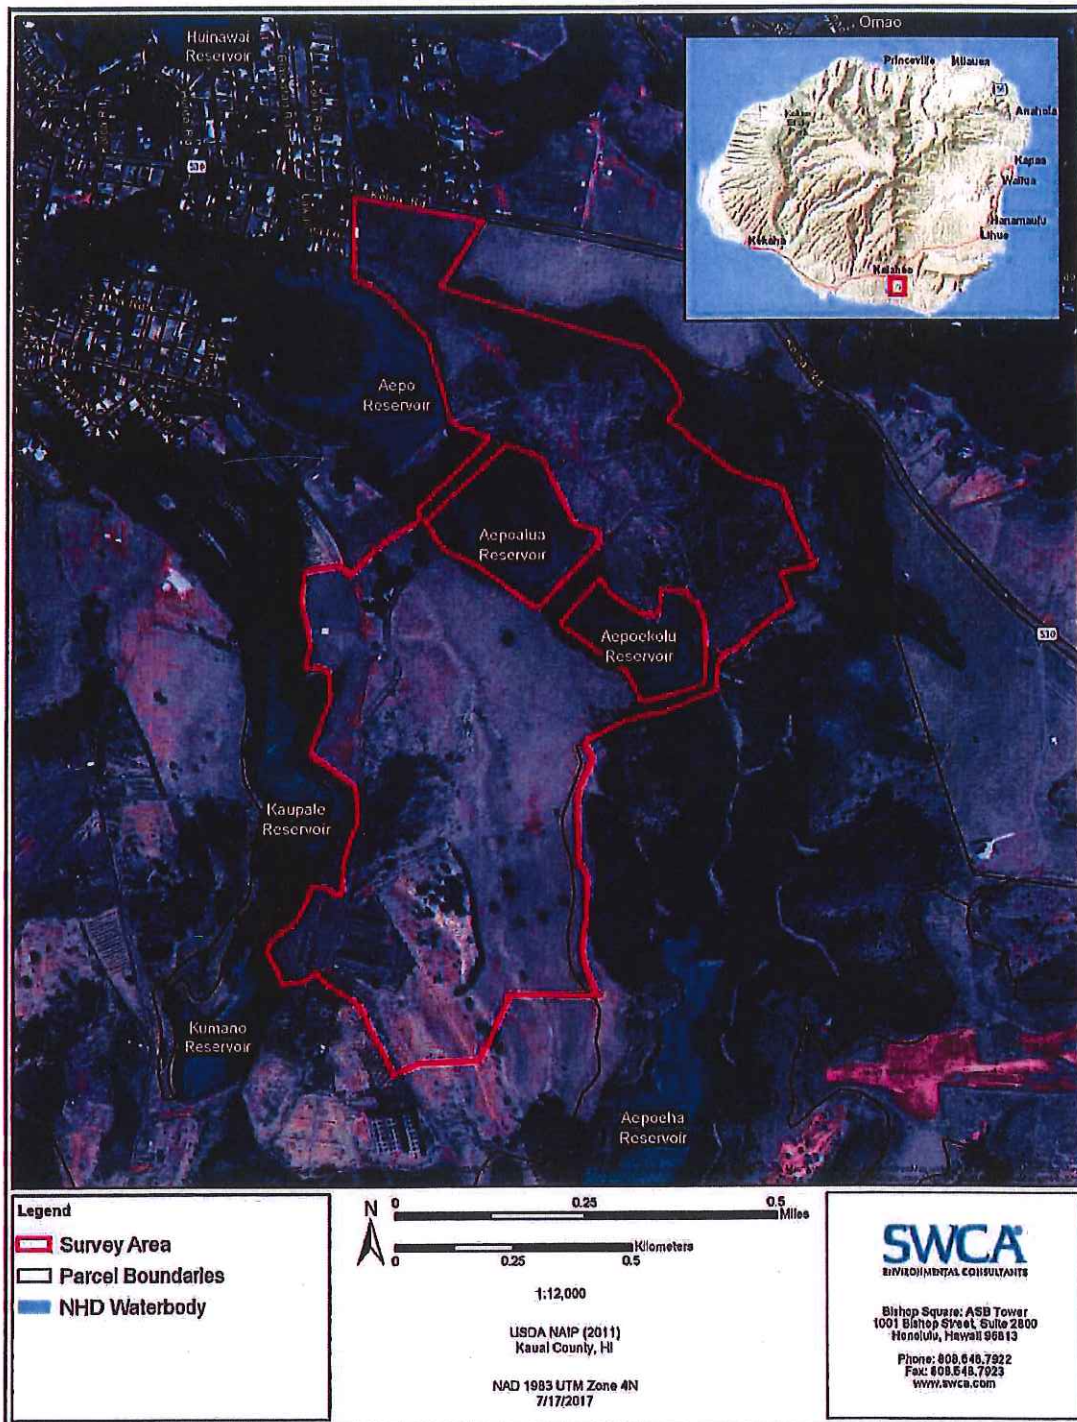 Omao
Huinawai
Reservoir
530
Princeville
Kilauea
Anahola
Kapaa
Wailua
Hanamaulu
Lihue
Kekaha
Kalaheo
Aepo
Reservoir
Aepoalua
Reservoir
Aepoekolu
Reservoir
530
Kaupale
Reservoir
Kumano
Reservoir
Aepoeha
Reservoir
Legend
Survey Area
Parcel Boundaries
NHD Waterbody
N
0 0.25 0.5
Miles
Kilometers
0 0.25 0.5
1:12,000
USDA NAIP (2011)
Kauai County, HI
NAD 1983 UTM Zone 4N
7/17/2017
SWCA
ENVIRONMENTAL CONSULTANTS
Bishop Square: ASB Tower
1001 Bishop Street, Suite 2800
Honolulu, Hawaii 96813
Phone: 808.548.7922
Fax: 808.548.7923
www.swca.com